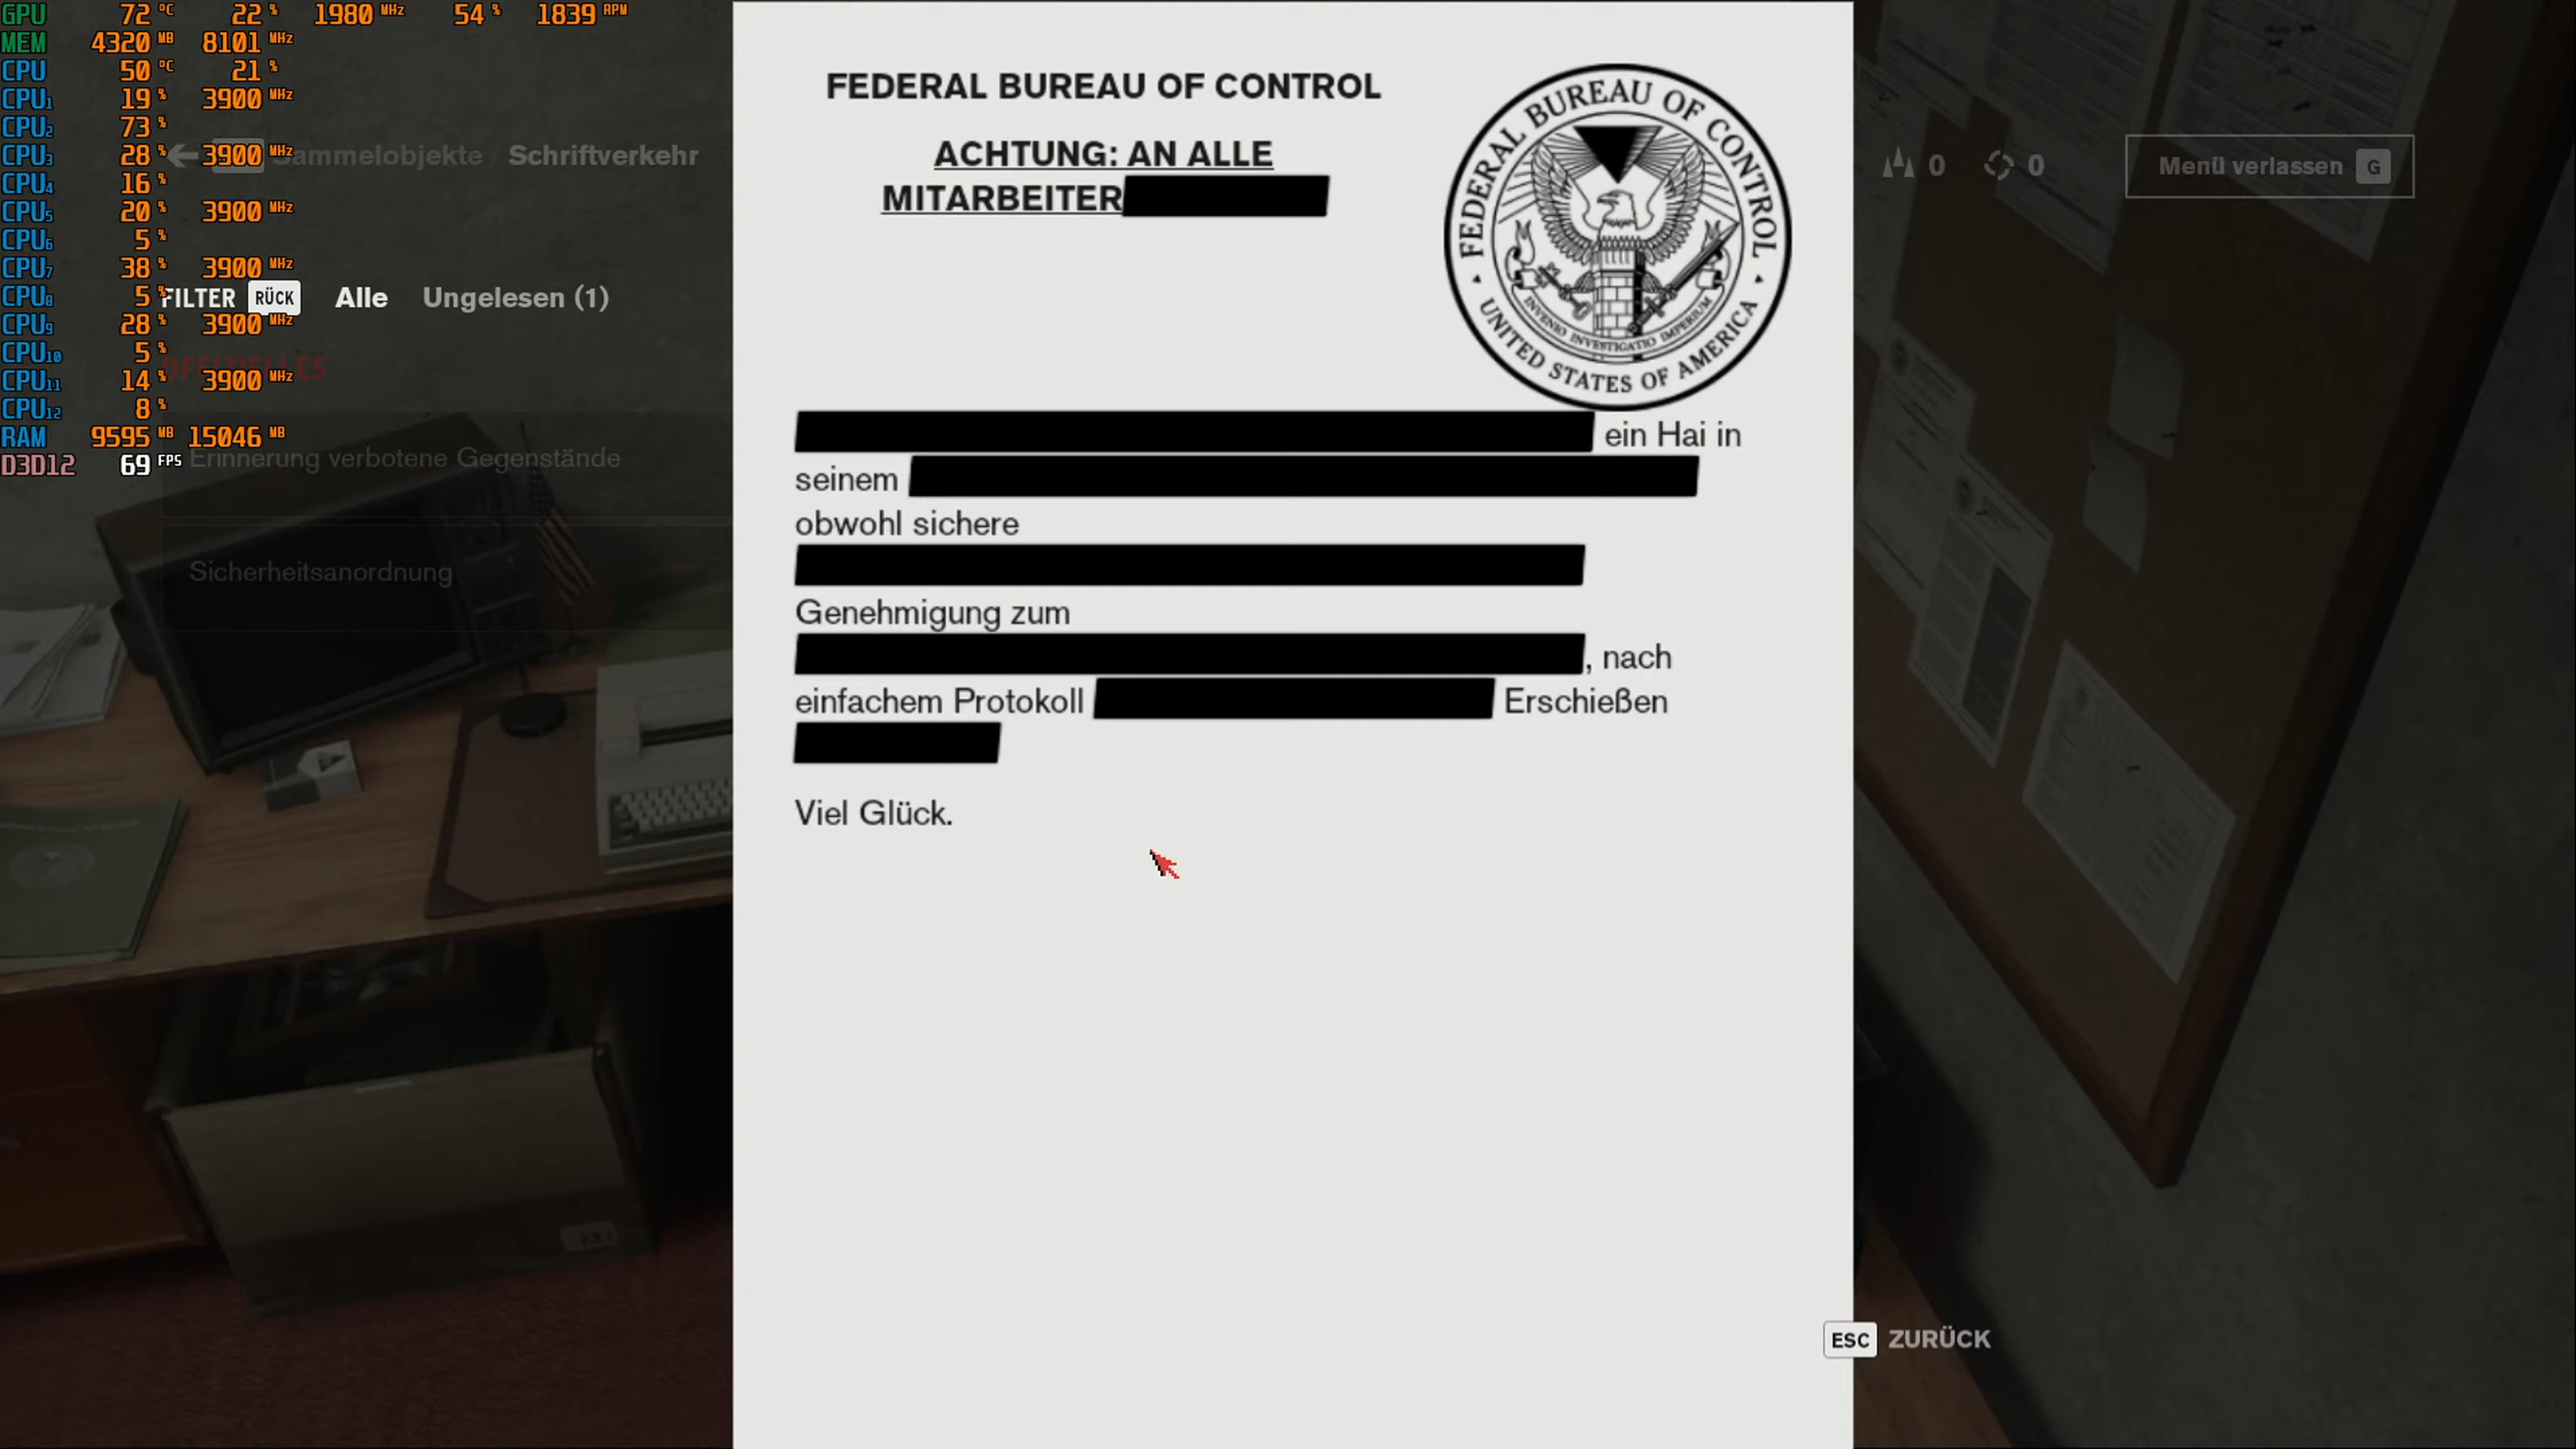 GPU 72 °C 22 % 1980 MHz 54 % 1839 RPM
MEM 4320 MB 8101 MHz
CPU 50 °C 21 %
CPU1 19 % 3900 MHz
CPU2 73 %
CPU3 28 % 3900 MHz
CPU4 16 %
CPU5 20 % 3900 MHz
CPU6 5 %
CPU7 38 % 3900 MHz
CPU8 5 %
CPU9 28 % 3900 MHz
CPU10 5 %
CPU11 14 % 3900 MHz
CPU12 8 %
RAM 9595 MB 15046 MB
D3D12 69 FPS
Sammelobjekte / Schriftverkehr
FILTER RÜCK Alle Ungelesen (1)
OFFIZIELLES
Erinnerung verbotene Gegenstände
Sicherheitsanordnung
FEDERAL BUREAU OF CONTROL
ACHTUNG: AN ALLE
MITARBEITER
FEDERAL BUREAU OF CONTROL
INVENIO INVESTIGATIO IMPERIUM
UNITED STATES OF AMERICA
ein Hai in
seinem
obwohl sichere
Genehmigung zum
, nach
einfachem Protokoll Erschießen
Viel Glück.
0 0
Menü verlassen G
ESC ZURÜCK